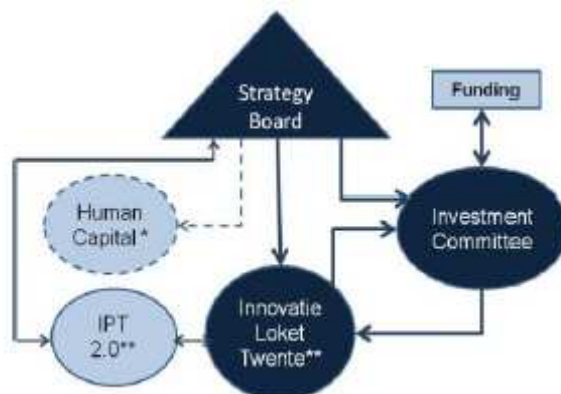 Strategy
Board
Funding
Human
Capital *
Investment
Committee
IPT
2.0**
Innovatie
Loket
Twente**